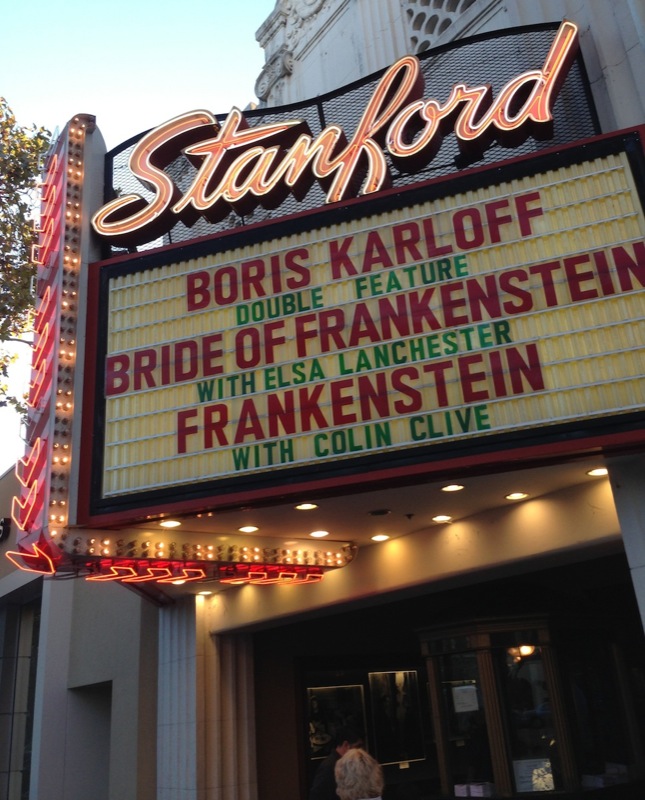 Stanford
BORIS KARLOFF
DOUBLE FEATURE
BRIDE OF FRANKENSTEIN
WITH ELSA LANCHESTER
FRANKENSTEIN
WITH COLIN CLIVE